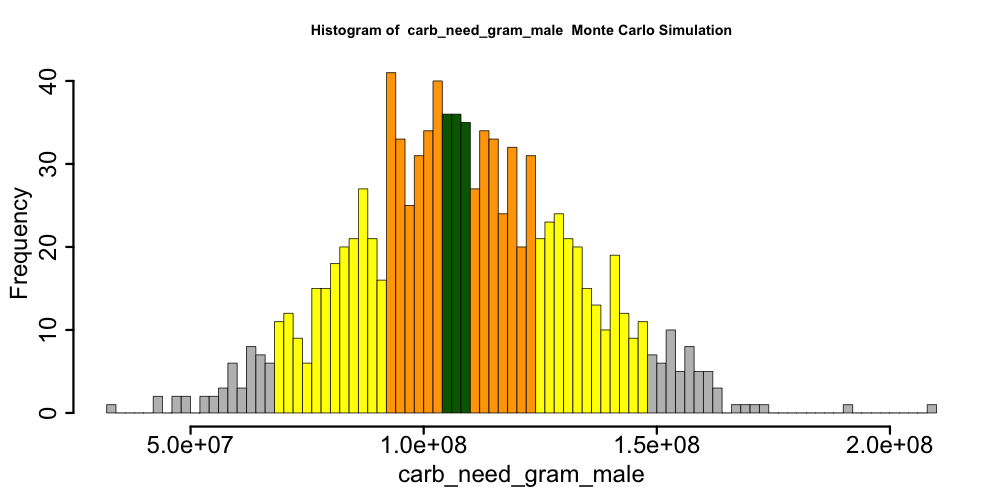 Histogram of  carb_need_gram_male  Monte Carlo Simulation
40
30
20
10
0
Frequency
5.0e+07 1.0e+08 1.5e+08 2.0e+08
carb_need_gram_male